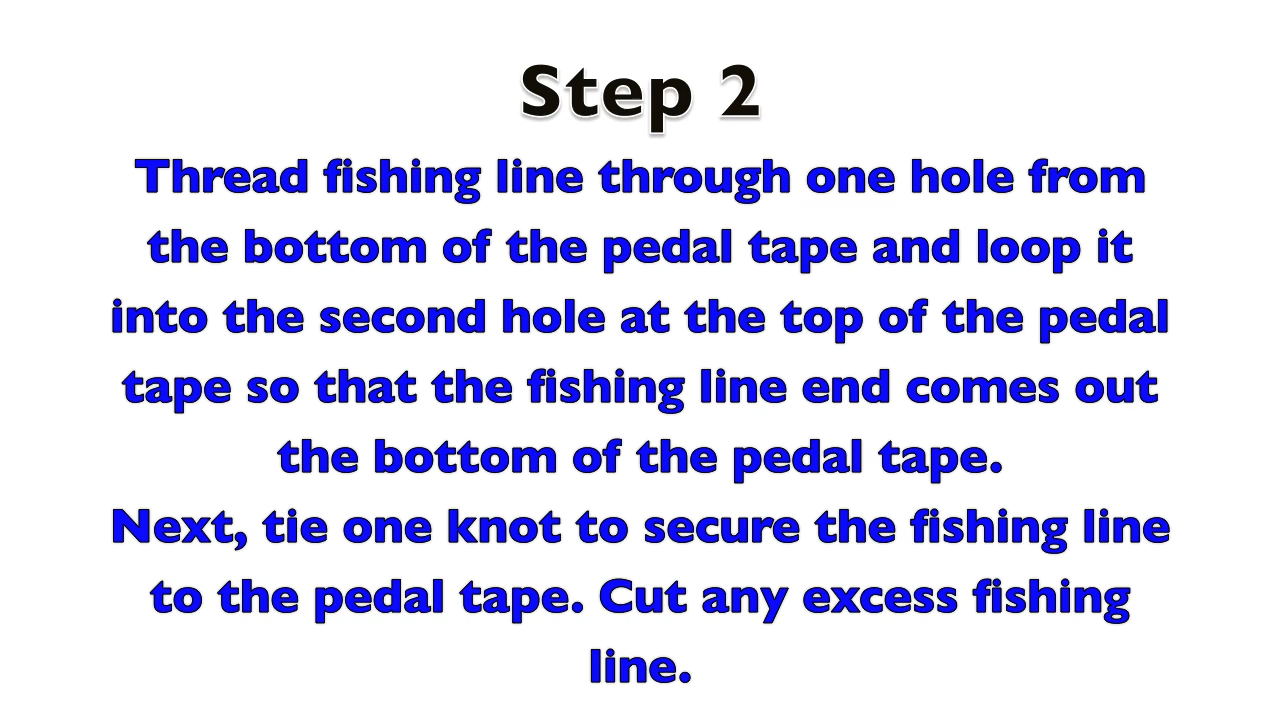 Step 2
Thread fishing line through one hole from
the bottom of the pedal tape and loop it
into the second hole at the top of the pedal
tape so that the fishing line end comes out
the bottom of the pedal tape.
Next, tie one knot to secure the fishing line
to the pedal tape. Cut any excess fishing
line.